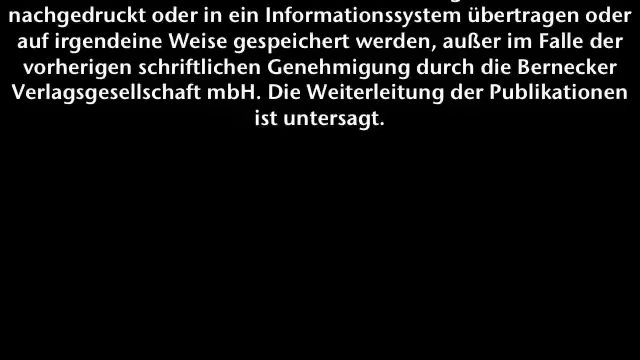 nachgedruckt oder in ein Informationssystem übertragen oder
auf irgendeine Weise gespeichert werden, außer im Falle der
vorherigen schriftlichen Genehmigung durch die Bernecker
Verlagsgesellschaft mbH. Die Weiterleitung der Publikationen
ist untersagt.